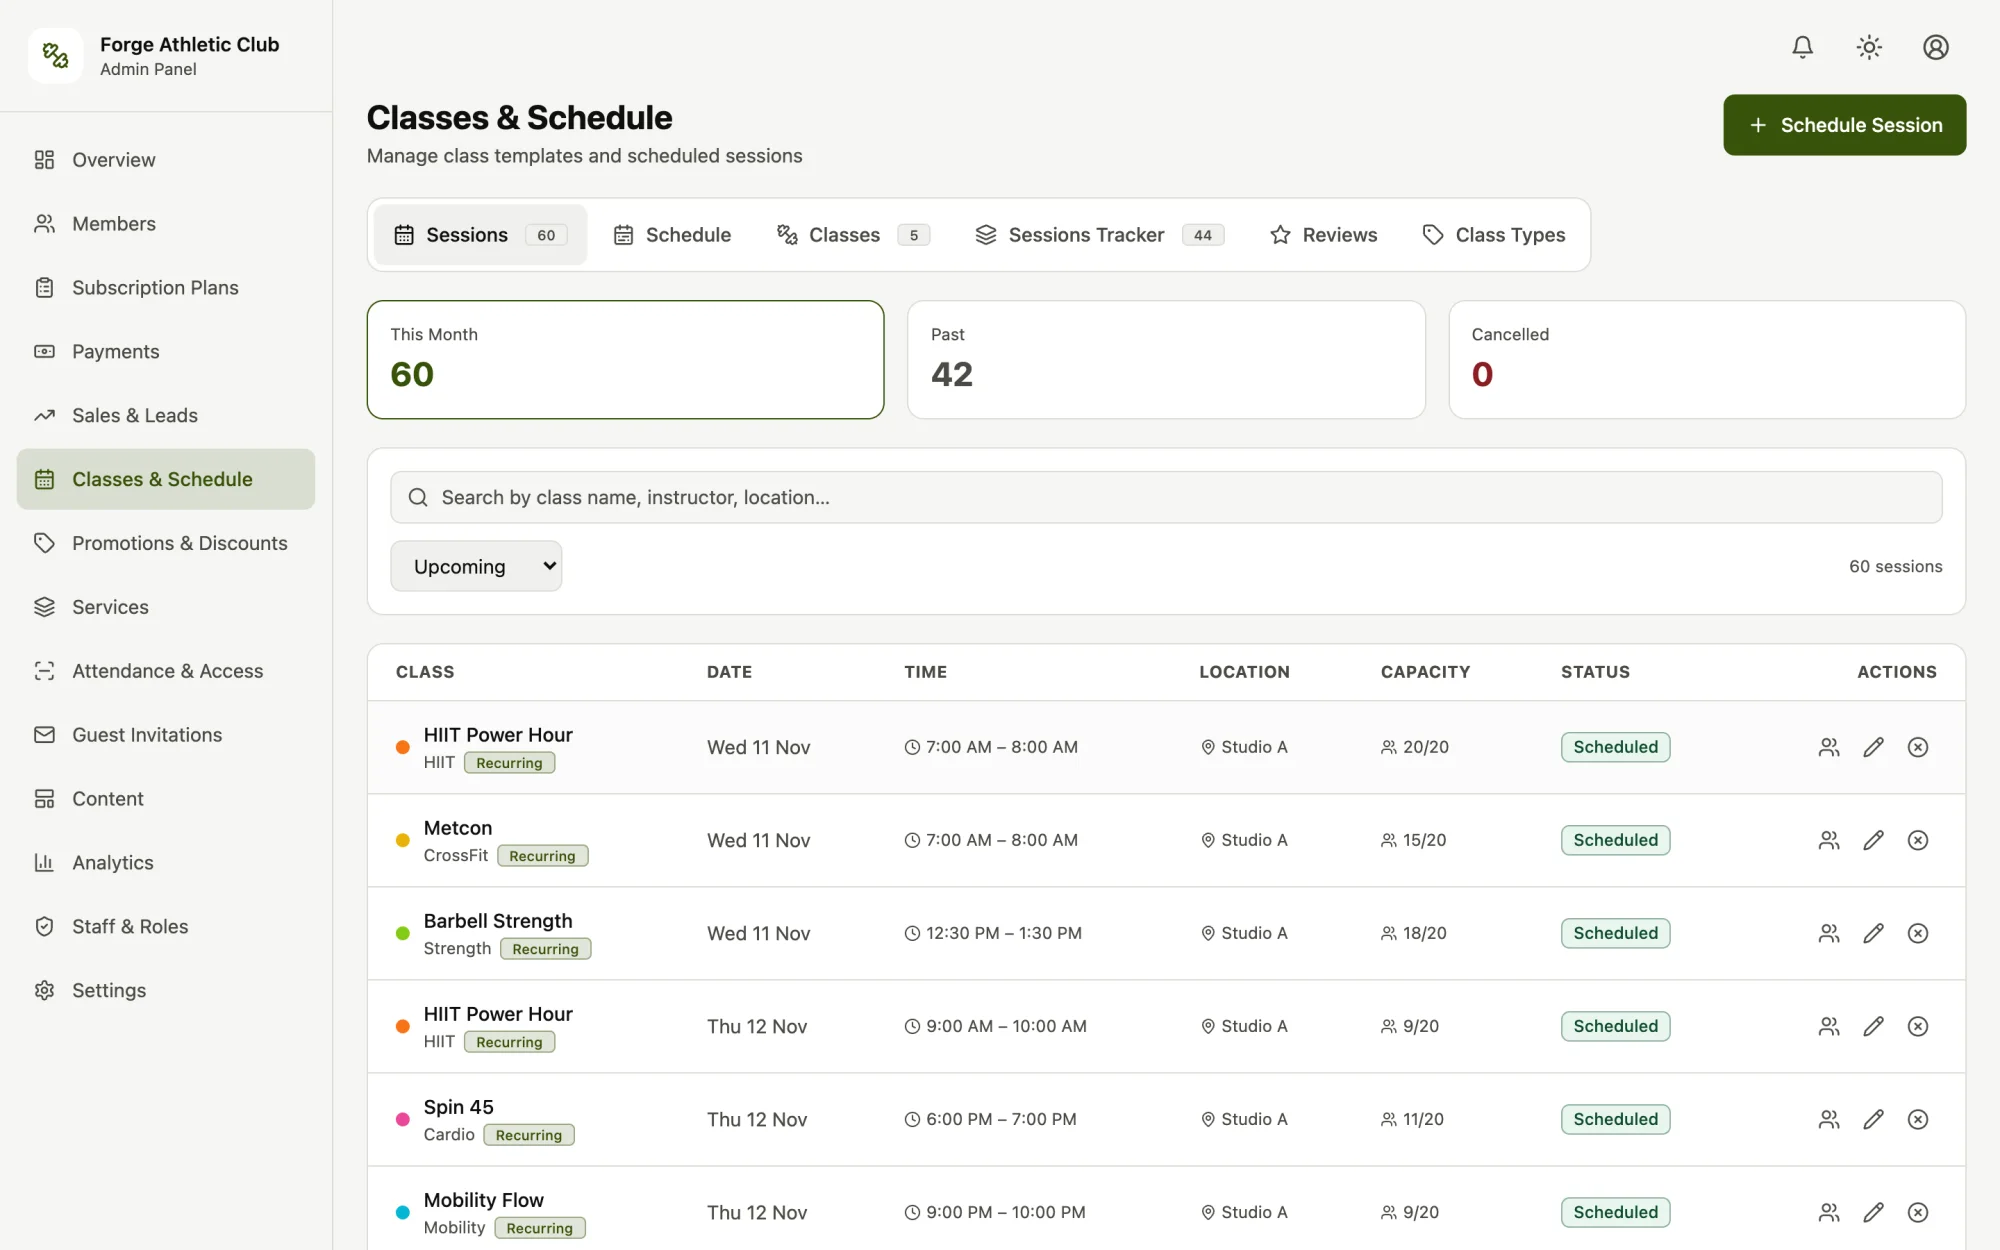 Forge Athletic Club
Admin Panel
Overview
Members
Subscription Plans
Payments
Sales & Leads
Classes & Schedule
Promotions & Discounts
Services
Attendance & Access
Guest Invitations
Content
Analytics
Staff & Roles
Settings
Classes & Schedule
Manage class templates and scheduled sessions
+ Schedule Session
Sessions 60 Schedule Classes 5 Sessions Tracker 44 Reviews Class Types
This Month
60
Past
42
Cancelled
0
Search by class name, instructor, location...
Upcoming
60 sessions
CLASS DATE TIME LOCATION CAPACITY STATUS ACTIONS
HIIT Power Hour
HIIT Recurring
Wed 11 Nov 7:00 AM – 8:00 AM Studio A 20/20 Scheduled
Metcon
CrossFit Recurring
Wed 11 Nov 7:00 AM – 8:00 AM Studio A 15/20 Scheduled
Barbell Strength
Strength Recurring
Wed 11 Nov 12:30 PM – 1:30 PM Studio A 18/20 Scheduled
HIIT Power Hour
HIIT Recurring
Thu 12 Nov 9:00 AM – 10:00 AM Studio A 9/20 Scheduled
Spin 45
Cardio Recurring
Thu 12 Nov 6:00 PM – 7:00 PM Studio A 11/20 Scheduled
Mobility Flow
Mobility Recurring
Thu 12 Nov 9:00 PM – 10:00 PM Studio A 9/20 Scheduled